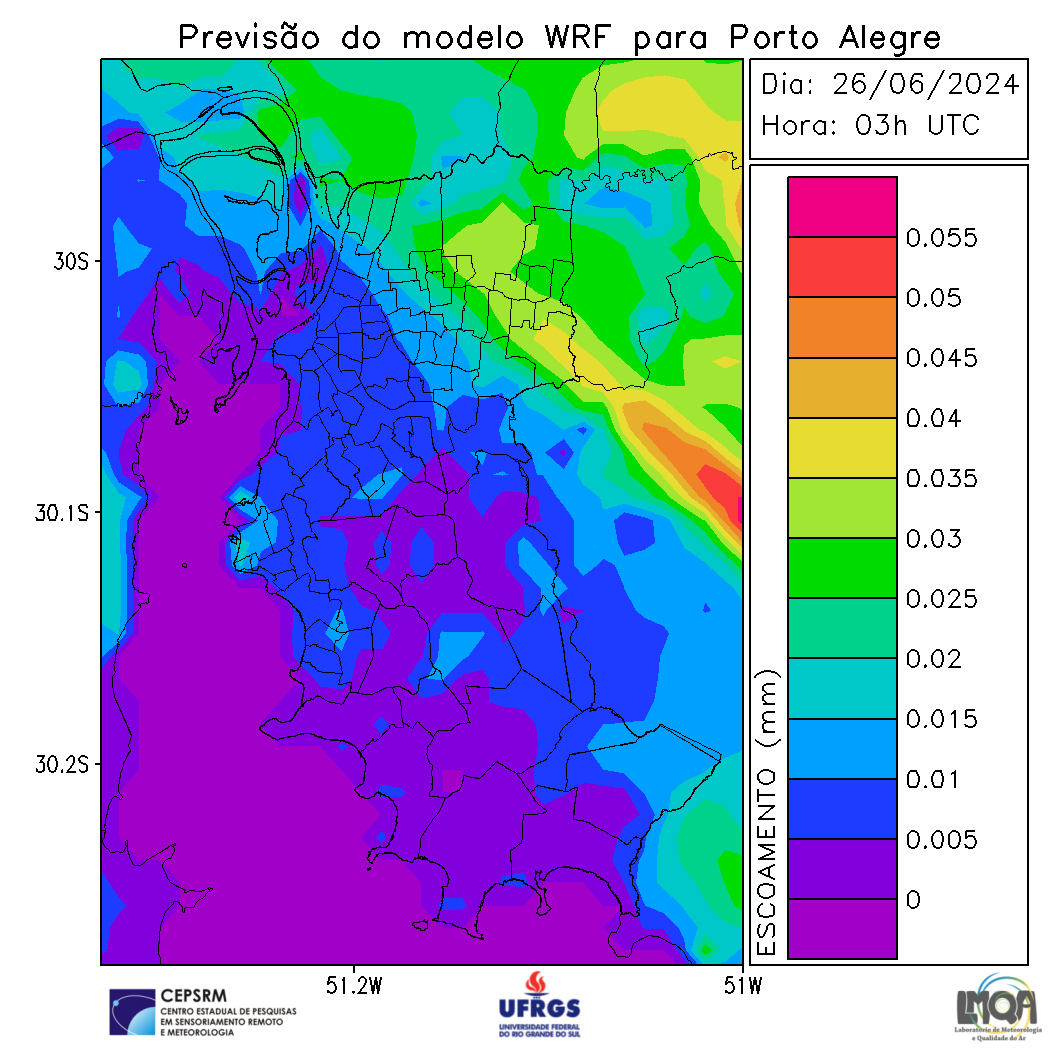 Previsão do modelo WRF para Porto Alegre
Dia: 26/06/2024
Hora: 03h UTC
30S
30.1S
30.2S
51.2W
51W
ESCOAMENTO (mm)
0.055
0.05
0.045
0.04
0.035
0.03
0.025
0.02
0.015
0.01
0.005
0
CEPSRM
CENTRO ESTADUAL DE PESQUISAS
EM SENSORIAMENTO REMOTO
E METEOROLOGIA
UFRGS
UNIVERSIDADE FEDERAL
DO RIO GRANDE DO SUL
LMQA
Laboratório de Meteorologia
e Qualidade do Ar